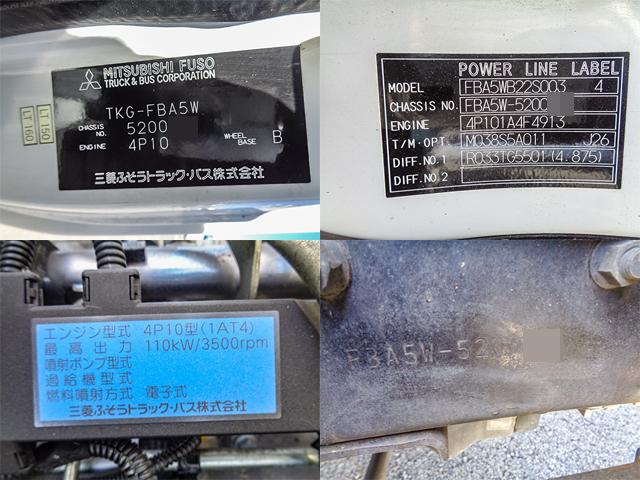 MITSUBISHI FUSO
TRUCK & BUS CORPORATION
TKG-FBA5W
CHASSIS NO. 5200
ENGINE 4P10 WHEEL BASE B
三菱ふそうトラック・バス株式会社
LT160 LT150
POWER LINE LABEL
MODEL FBA5WB22S003 4
CHASSIS NO. FBA5W-5200
ENGINE 4P101A4F4913
T/M・OPT. M038S5A011 J26
DIFF.NO.1 R033TG5501(4.875)
DIFF.NO.2
エンジン型式 4P10型(1AT4)
最高出力 110kW/3500rpm
噴射ポンプ型式
過給機型式
燃料噴射方式 電子式
三菱ふそうトラック・バス株式会社
FBA5W-520